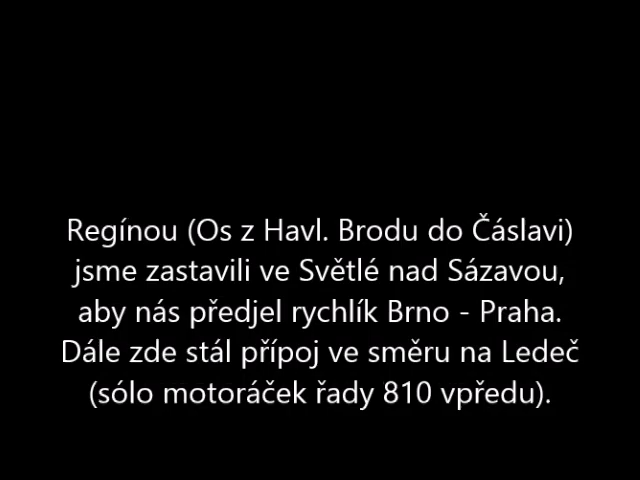 Regínou (Os z Havl. Brodu do Čáslavi)
jsme zastavili ve Světlé nad Sázavou,
aby nás předjel rychlík Brno - Praha.
Dále zde stál přípoj ve směru na Ledeč
(sólo motoráček řady 810 vpředu).